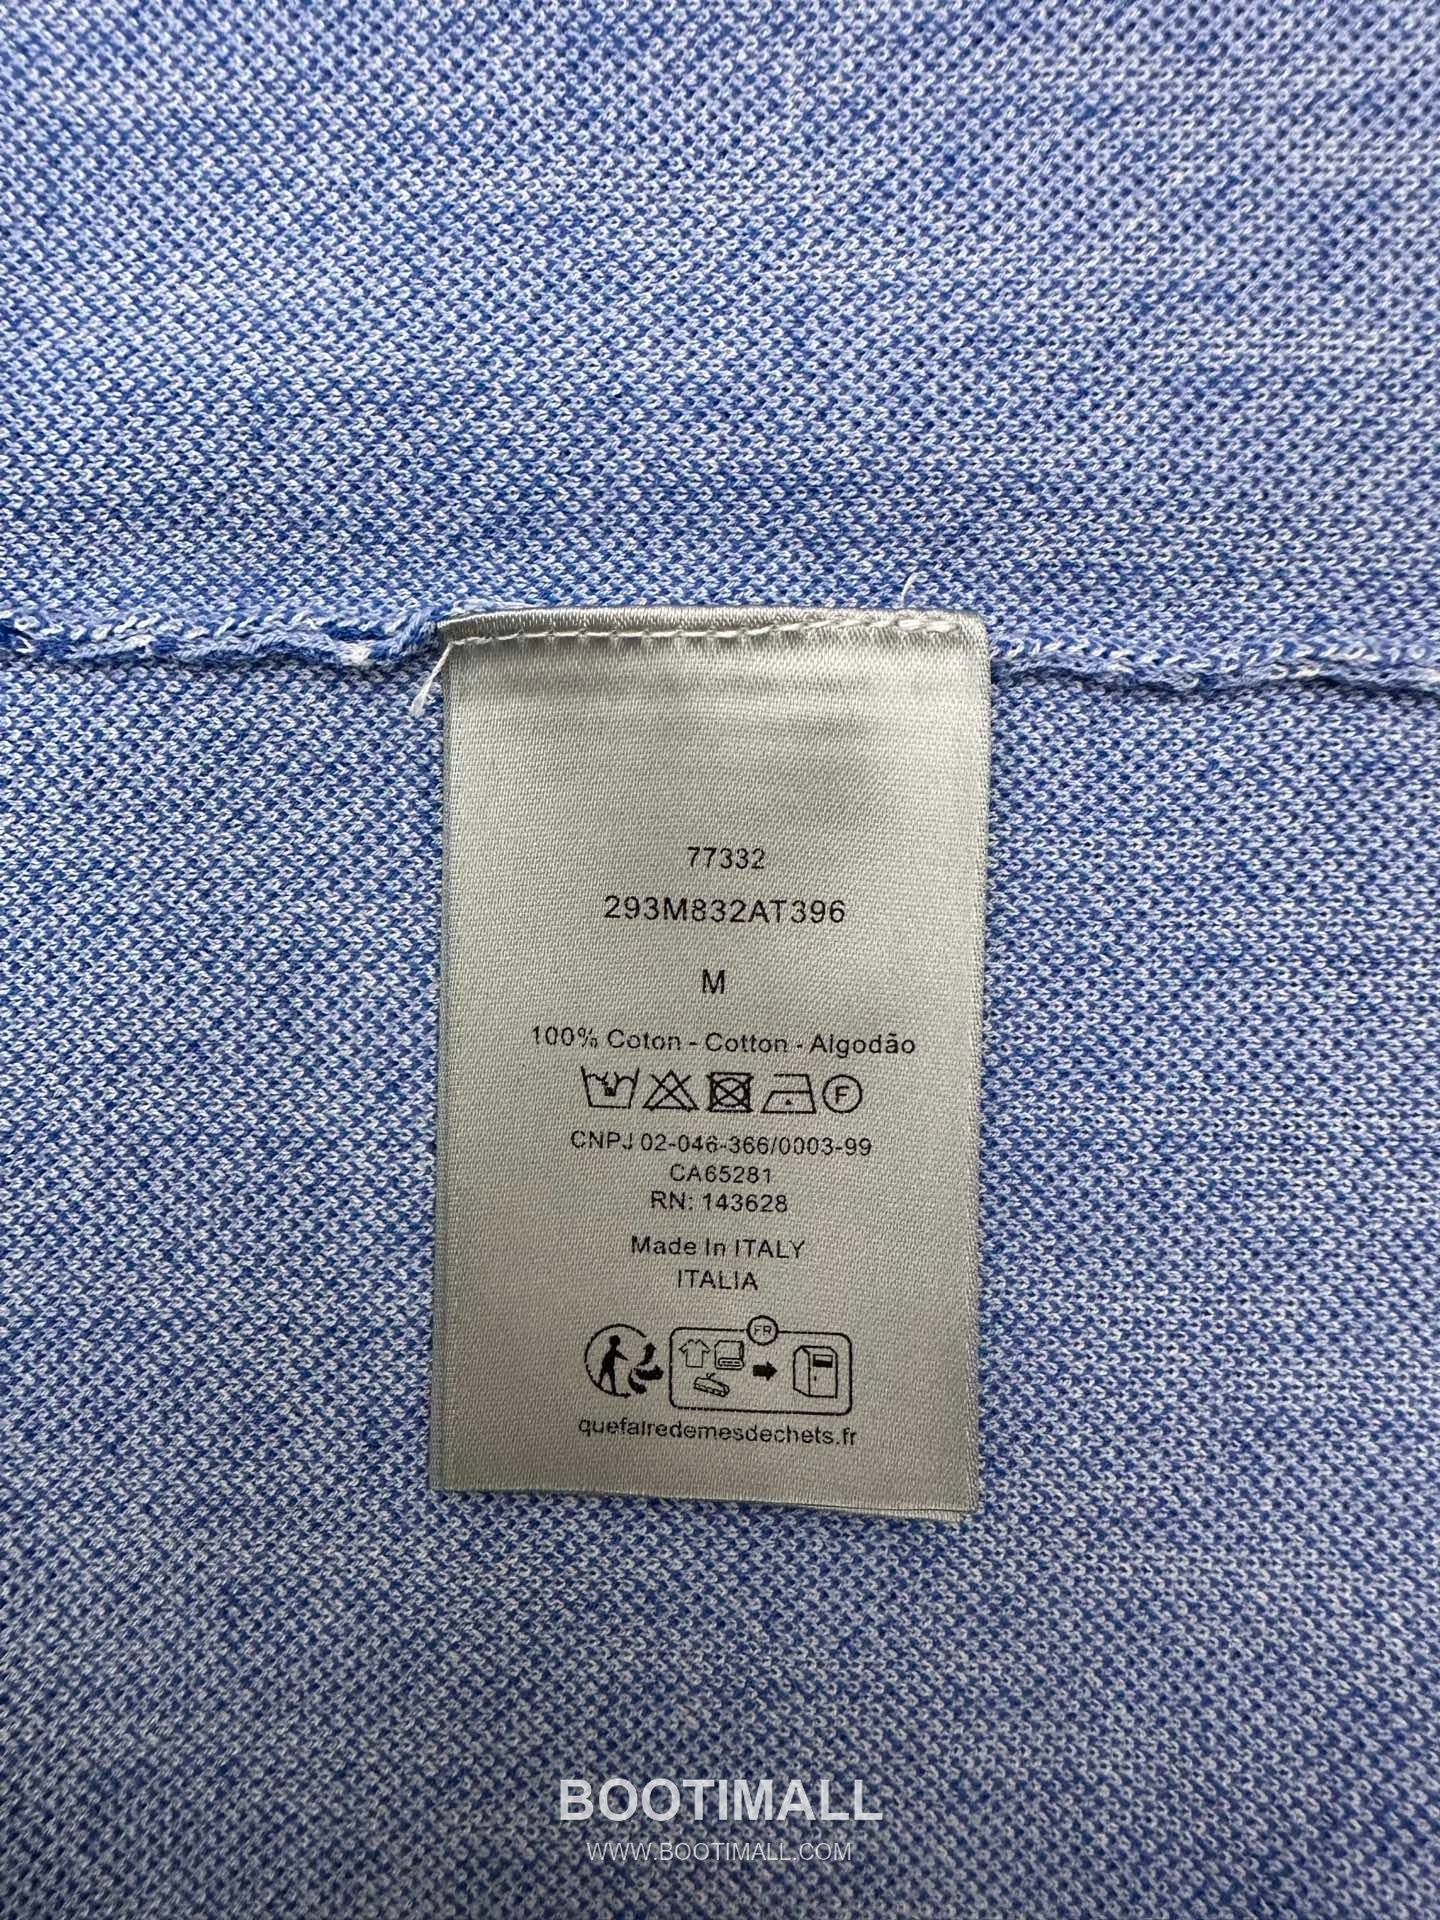 77332
293M832AT396
M
100% Coton - Cotton - Algodão
F
CNPJ 02-046-366/0003-99
CA65281
RN: 143628
Made In ITALY
ITALIA
FR
quefairedemesdechets.fr
BOOTIMALL
WWW.BOOTIMALL.COM